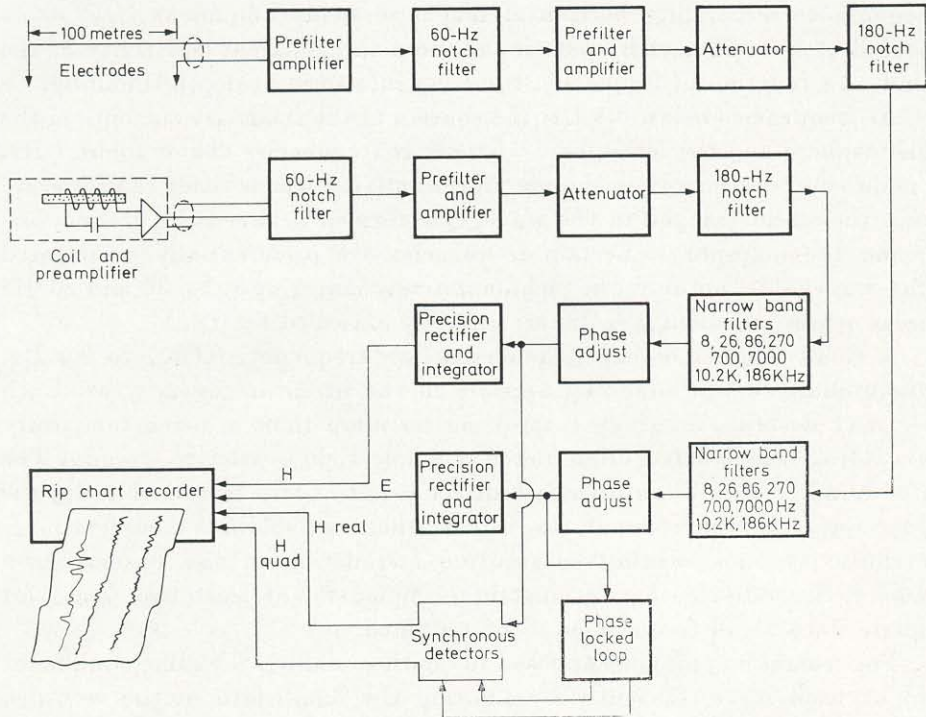 100 metres
Electrodes
Prefilter
amplifier
60-Hz
notch
filter
Prefilter
and
amplifier
Attenuator
180-Hz
notch
filter
Coil and
preamplifier
60-Hz
notch
filter
Prefilter
and
amplifier
Attenuator
180-Hz
notch
filter
Precision
rectifier
and
integrator
Phase
adjust
Narrow band
filters
8, 26, 86, 270
700, 7000
10.2K, 186KHz
Precision
rectifier
and
integrator
Phase
adjust
Narrow band
filters
8, 26, 86, 270
700, 7000 Hz
10.2K, 186KHz
Rip chart recorder
H
E
H real
H
quad
Synchronous
detectors
Phase
locked
loop